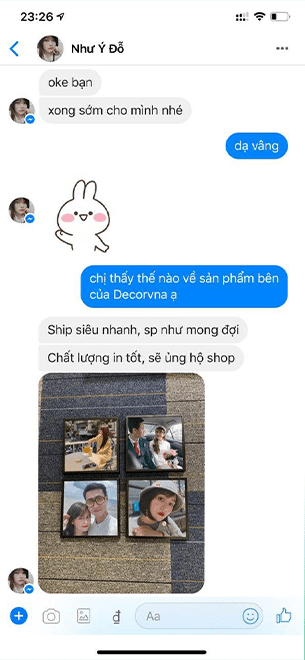 23:26
Như Ý Đỗ
oke bạn
xong sớm cho mình nhé
dạ vâng
chị thấy thế nào về sản phẩm bên
của Decorvna ạ
Ship siêu nhanh, sp như mong đợi
Chất lượng in tốt, sẽ ủng hộ shop
đ
Aa